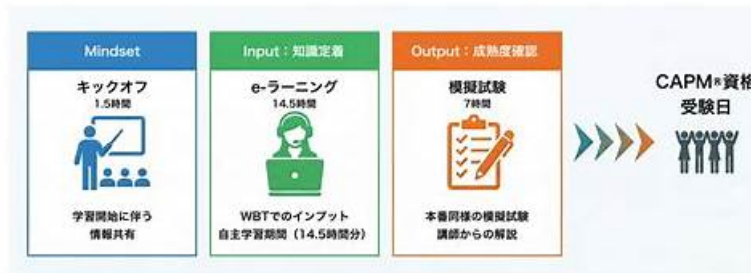 Mindset
キックオフ
1.5時間
学習開始に伴う
情報共有
Input：知識定着
e-ラーニング
14.5時間
WBTでのインプット
自主学習期間（14.5時間分）
Output：成熟度確認
模擬試験
7時間
本番同様の模擬試験
講師からの解説
CAPM®資格
受験日